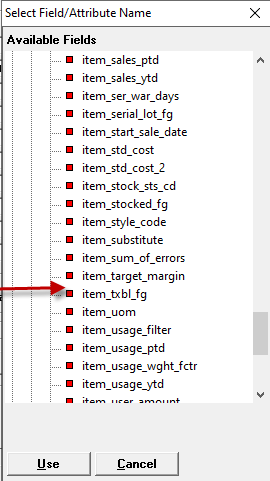 Select Field/Attribute Name
Available Fields
item_sales_ptd
item_sales_ytd
item_ser_war_days
item_serial_lot_fg
item_start_sale_date
item_std_cost
item_std_cost_2
item_stock_sts_cd
item_stocked_fg
item_style_code
item_substitute
item_sum_of_errors
item_target_margin
item_txbl_fg
item_uom
item_usage_filter
item_usage_ptd
item_usage_wght_fctr
item_usage_ytd
item_user_amount
Use Cancel